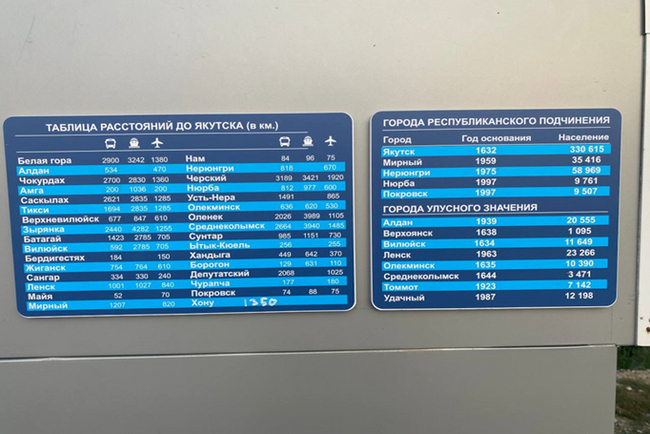 ТАБЛИЦА РАССТОЯНИЙ ДО ЯКУТСКА (в км.)
Белая гора 2900 3242 1380
Алдан 534 470
Чокурдах 2700 2830 1360
Амга 200 1036 200
Саскылах 2621 2835 1285
Тикси 1694 2835 1285
Верхневилюйск 677 847 610
Зырянка 2440 4282 1255
Батагай 1423 2785 705
Вилюйск 592 2785 705
Бердигестях 184 150
Жиганск 754 764 610
Сангар 334 330 240
Ленск 1001 1027 840
Майя 52 70
Мирный 1207 820
Нам 84 96 75
Нерюнгри 818 670
Черский 3189 3421 1920
Нюрба 812 977 600
Усть-Нера 1491 865
Олекминск 636 620 530
Оленек 2026 3989 1105
Среднеколымск 2664 3940 1485
Сунтар 985 1151 730
Ытык-Кюель 256 255
Хандыга 449 642 370
Борогон 129 631 110
Депутатский 2068 1025
Чурапча 177 180
Покровск 74 88 75
Хону 1350
ГОРОДА РЕСПУБЛИКАНСКОГО ПОДЧИНЕНИЯ
Город Год основания Население
Якутск 1632 330 615
Мирный 1959 35 416
Нерюнгри 1975 58 969
Нюрба 1997 9 761
Покровск 1997 9 507
ГОРОДА УЛУСНОГО ЗНАЧЕНИЯ
Алдан 1939 20 555
Верхоянск 1638 1 095
Вилюйск 1634 11 649
Ленск 1963 23 266
Олекминск 1635 10 390
Среднеколымск 1644 3 471
Томмот 1923 7 142
Удачный 1987 12 198